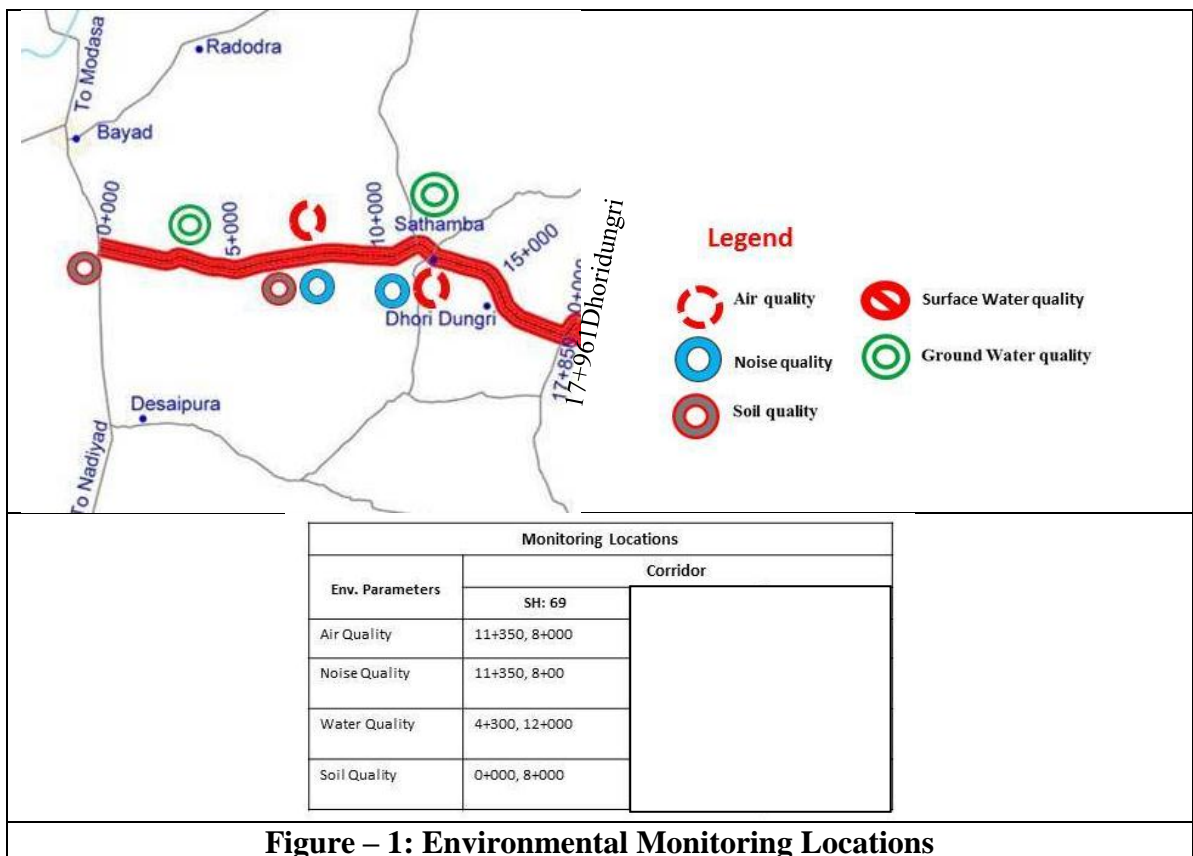 Radodra
To Modasa
Bayad
0+000
5+000
10+000
Sathamba
15+000
Dhori Dungri
17+850
0+000
17+961Dhoridungri
Desaipura
To Nadiyad
Legend
Air quality
Surface Water quality
Noise quality
Ground Water quality
Soil quality
Monitoring Locations
Env. Parameters
Corridor
SH: 69
Air Quality
11+350, 8+000
Noise Quality
11+350, 8+00
Water Quality
4+300, 12+000
Soil Quality
0+000, 8+000
Figure – 1: Environmental Monitoring Locations